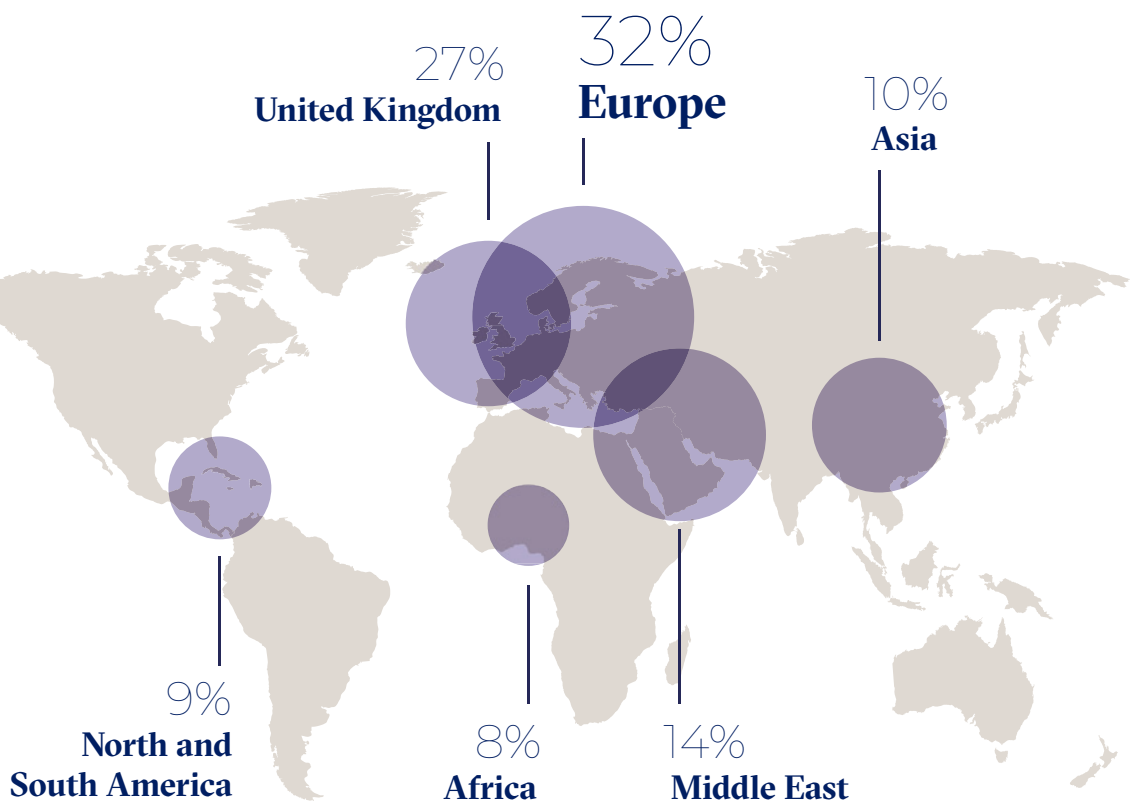 27%
United Kingdom
32%
Europe
10%
Asia
9%
North and
South America
8%
Africa
14%
Middle East